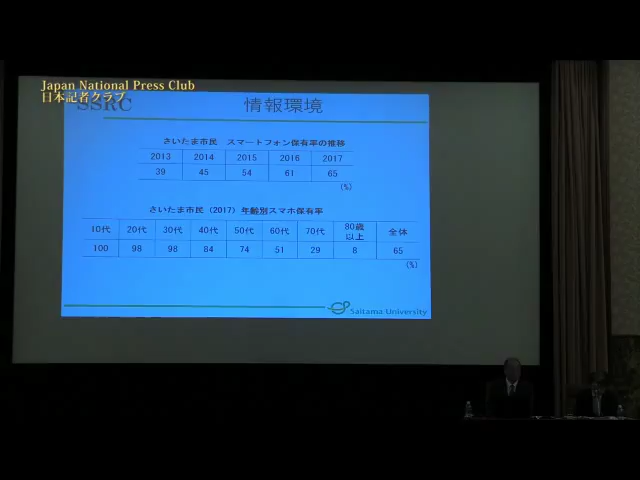 Japan National Press Club
日本記者クラブ
SSRC 情報環境
さいたま市民 スマートフォン保有率の推移
2013 2014 2015 2016 2017
39 45 54 61 65
(%)
さいたま市民（2017）年齢別スマホ保有率
10代 20代 30代 40代 50代 60代 70代 80歳以上 全体
100 98 98 84 74 51 29 8 65
(%)
Saitama University